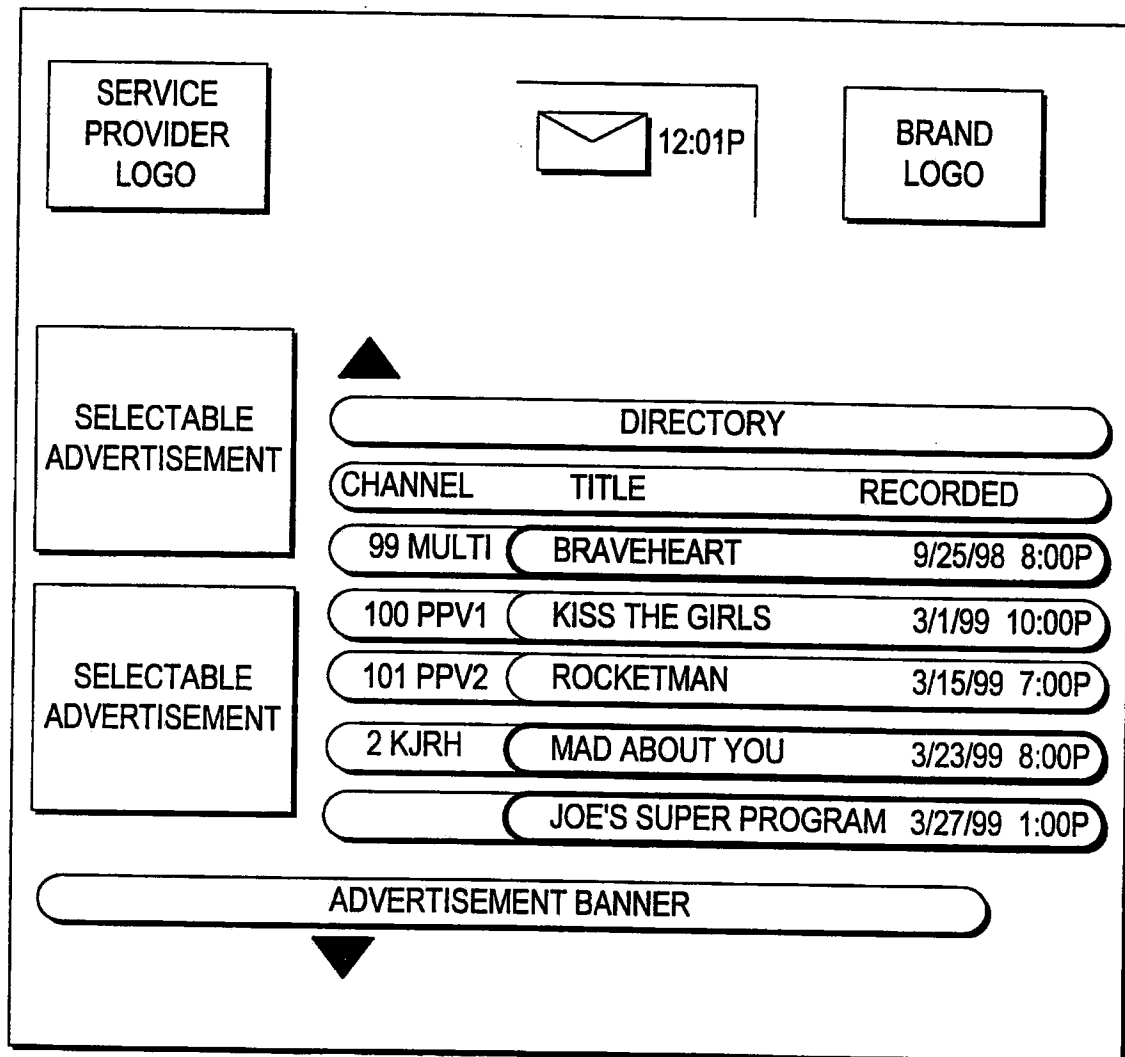 SERVICE
PROVIDER
LOGO
12:01P
BRAND
LOGO
SELECTABLE
ADVERTISEMENT
SELECTABLE
ADVERTISEMENT
DIRECTORY
CHANNEL TITLE RECORDED
99 MULTI BRAVEHEART 9/25/98 8:00P
100 PPV1 KISS THE GIRLS 3/1/99 10:00P
101 PPV2 ROCKETMAN 3/15/99 7:00P
2 KJRH MAD ABOUT YOU 3/23/99 8:00P
JOE'S SUPER PROGRAM 3/27/99 1:00P
ADVERTISEMENT BANNER